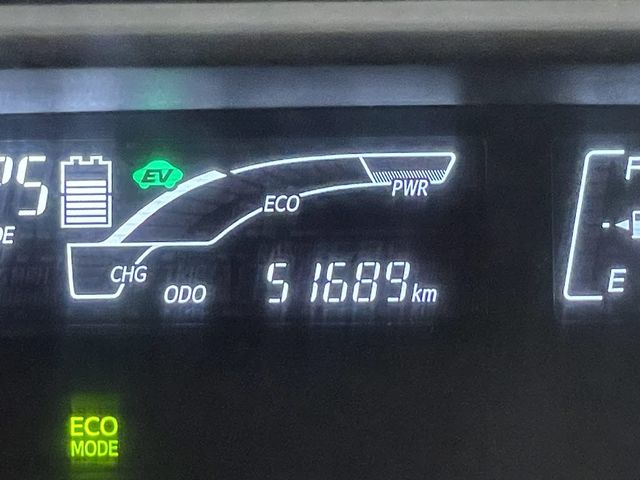 EV
ECO
PWR
CHG
ODO 51689 km
F
E
ECO
MODE